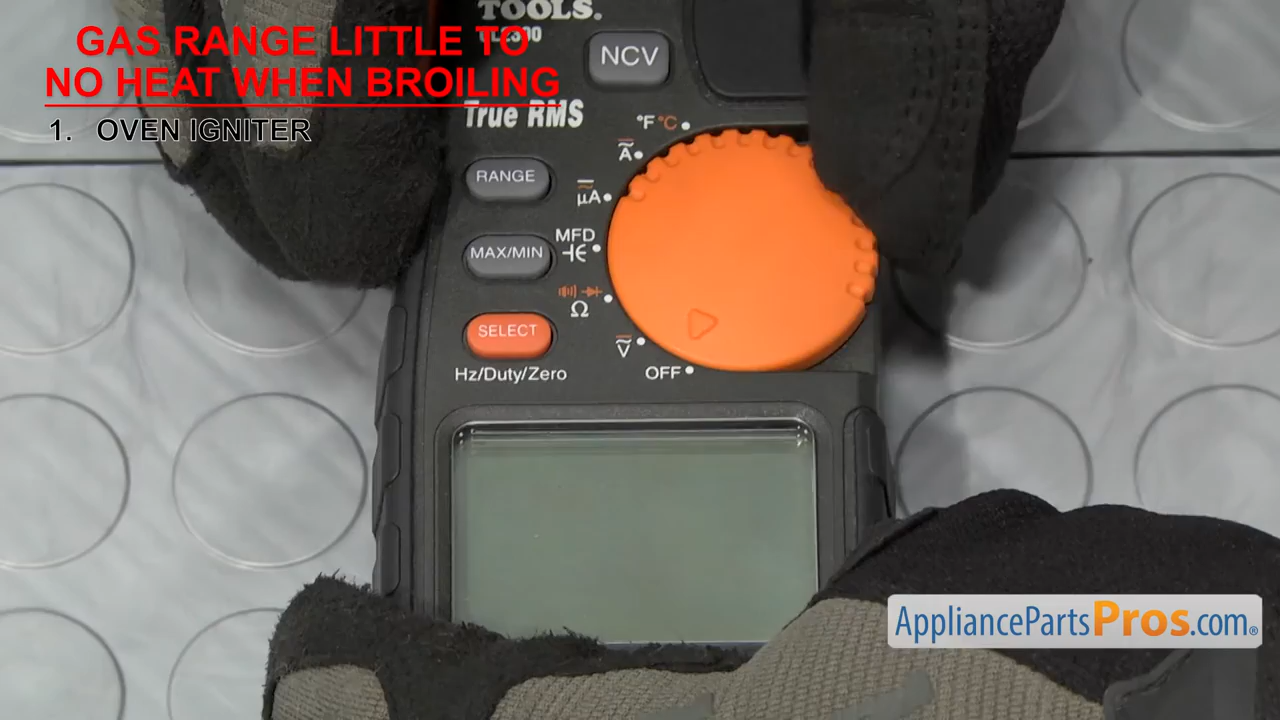 GAS RANGE LITTLE TO
NO HEAT WHEN BROILING
1. OVEN IGNITER
TOOLS.
NCV
True RMS
°F°C
A
RANGE
µA
MFD
MAX/MIN
Ω
SELECT
V
Hz/Duty/Zero
OFF
AppliancePartsPros.com®